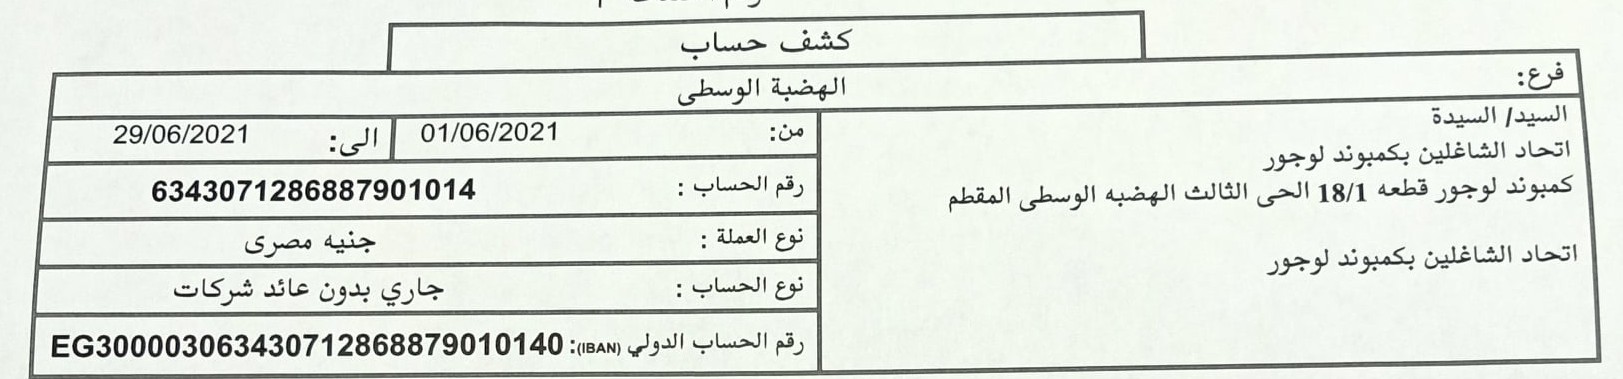 كشف حساب
فرع: الهضبة الوسطى
السيد/ السيدة
اتحاد الشاغلين بكمبوند لوجور
كمبوند لوجور قطعه 18/1 الحى الثالث الهضبه الوسطى المقطم
اتحاد الشاغلين بكمبوند لوجور
من: 01/06/2021 الى: 29/06/2021
رقم الحساب : 6343071286887901014
نوع العملة : جنيه مصرى
نوع الحساب : جاري بدون عائد شركات
رقم الحساب الدولي (IBAN): EG300003063430712868879010140